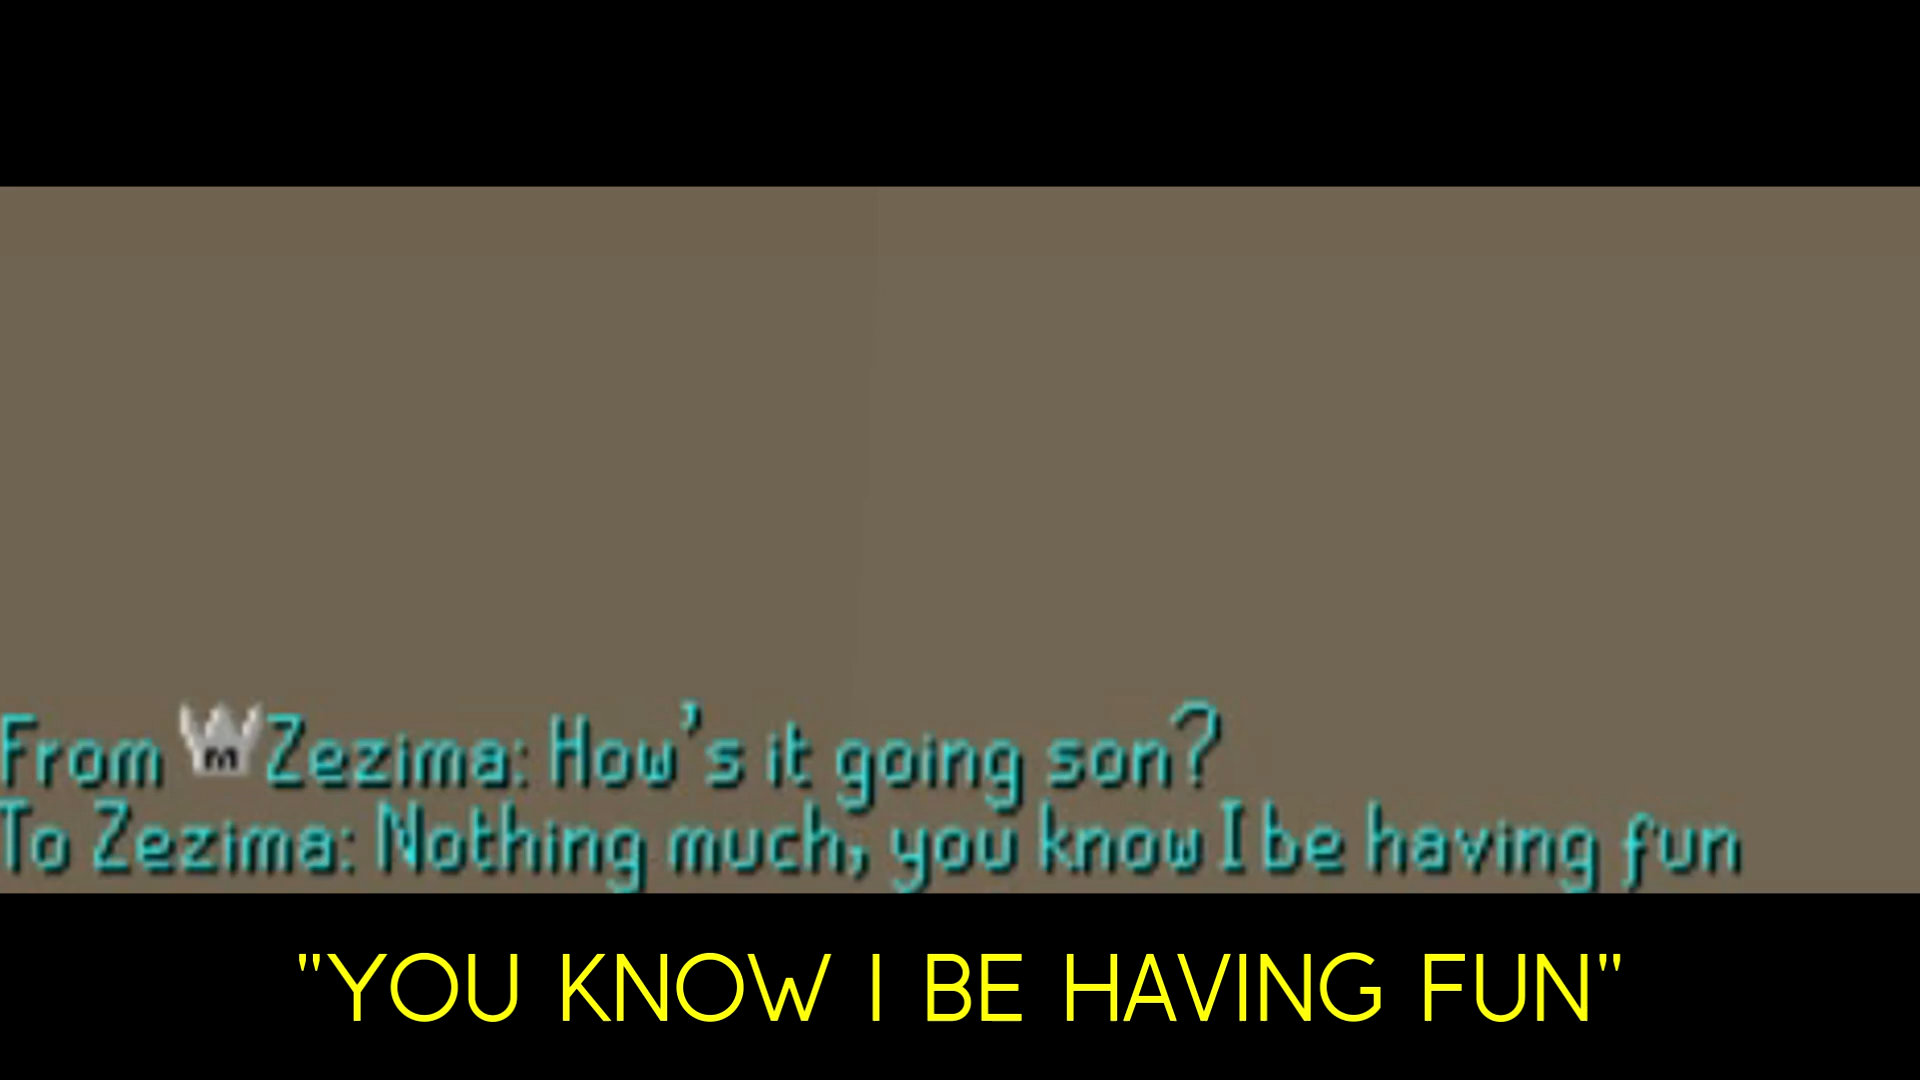 From Zezima: How's it going son?
To Zezima: Nothing much, you know I be having fun
"YOU KNOW I BE HAVING FUN"